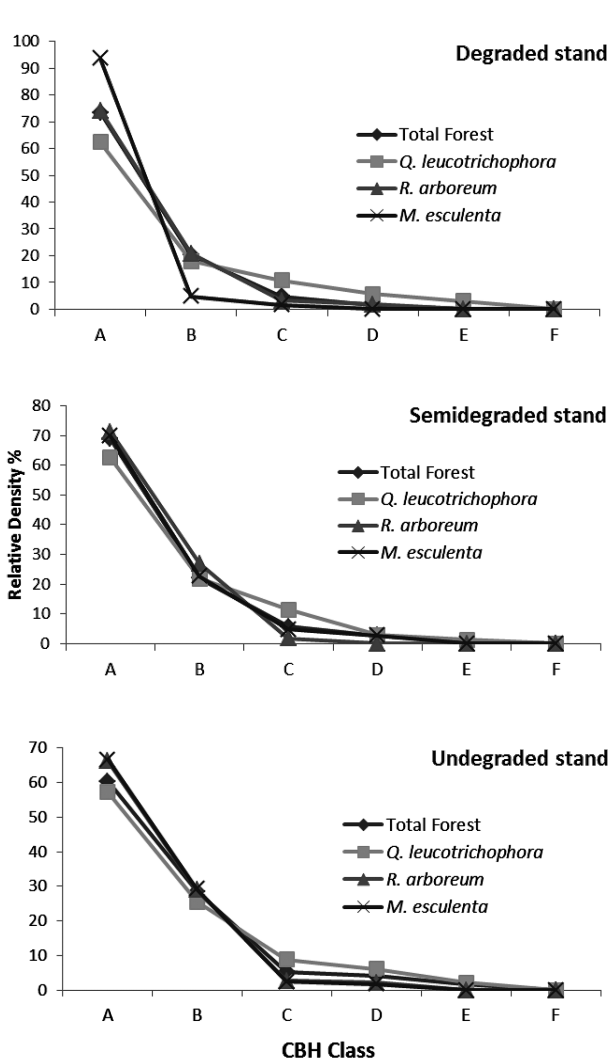 Degraded stand
100
90
80
70
60
50
40
30
20
10
0
Total Forest
Q. leucotrichophora
R. arboreum
M. esculenta
A B C D E F
Relative Density %
Semidegraded stand
80
70
60
50
40
30
20
10
0
Total Forest
Q. leucotrichophora
R. arboreum
M. esculenta
A B C D E F
Undegraded stand
70
60
50
40
30
20
10
0
Total Forest
Q. leucotrichophora
R. arboreum
M. esculenta
A B C D E F
CBH Class